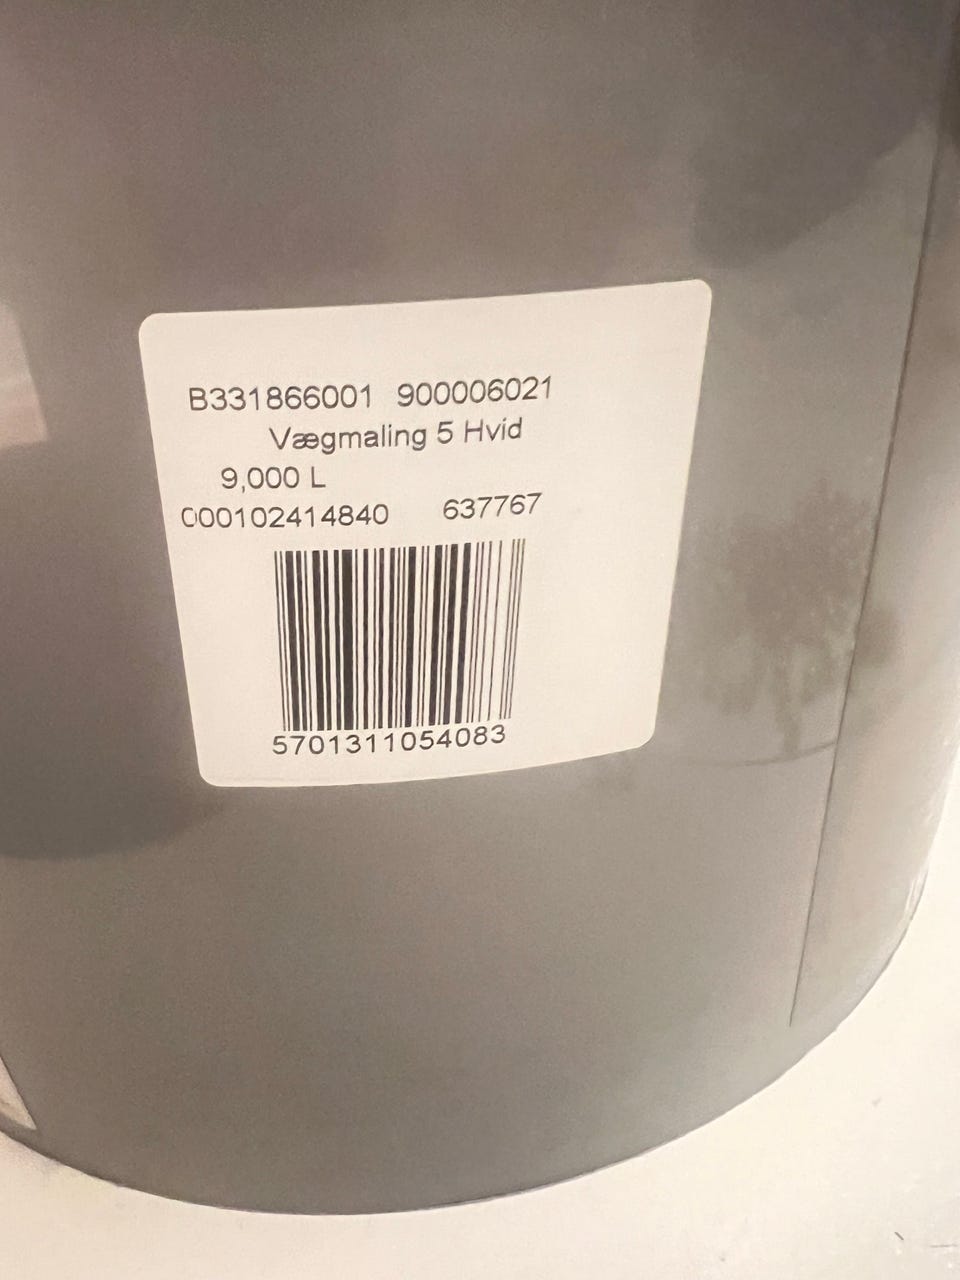 B331866001 900006021
Vægmaling 5 Hvid
9,000 L
000102414840 637767
5701311054083